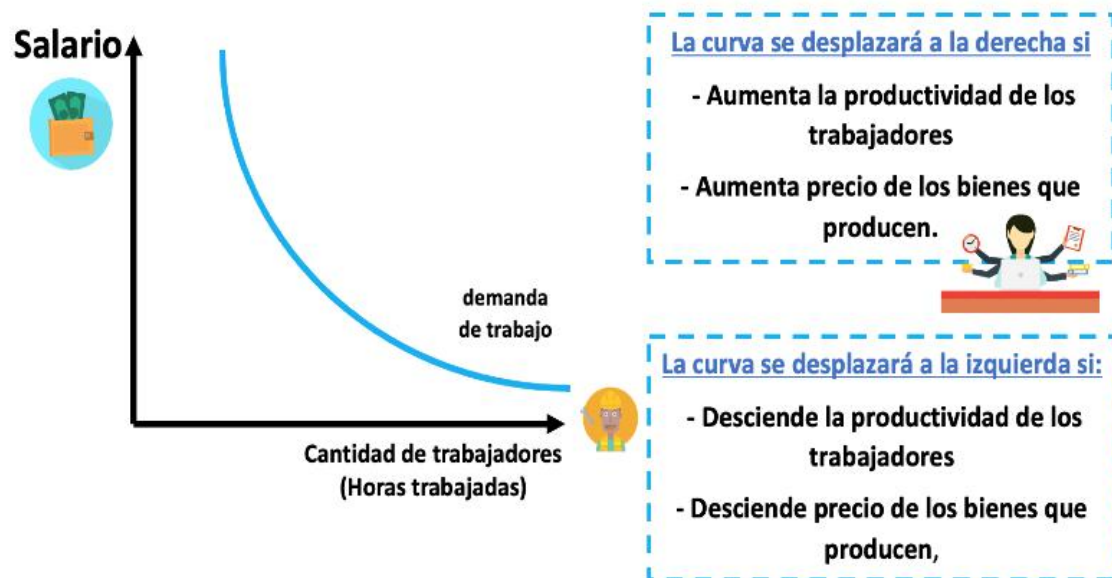 Salario
demanda
de trabajo
Cantidad de trabajadores
(Horas trabajadas)
La curva se desplazará a la derecha si
- Aumenta la productividad de los
trabajadores
- Aumenta precio de los bienes que
producen.
La curva se desplazará a la izquierda si:
- Desciende la productividad de los
trabajadores
- Desciende precio de los bienes que
producen,